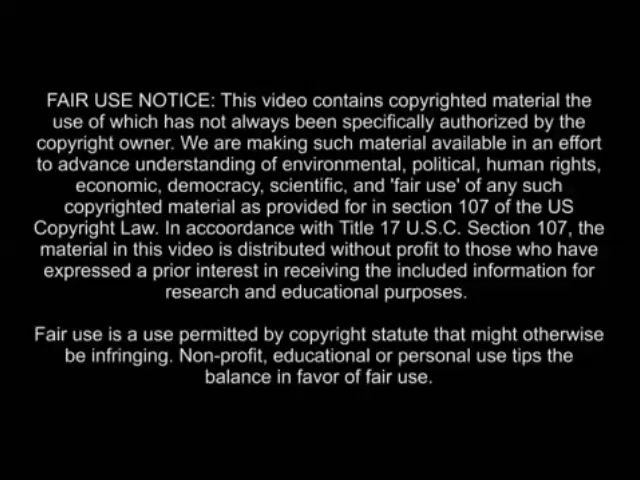 FAIR USE NOTICE: This video contains copyrighted material the
use of which has not always been specifically authorized by the
copyright owner. We are making such material available in an effort
to advance understanding of environmental, political, human rights,
economic, democracy, scientific, and 'fair use' of any such
copyrighted material as provided for in section 107 of the US
Copyright Law. In accoordance with Title 17 U.S.C. Section 107, the
material in this video is distributed without profit to those who have
expressed a prior interest in receiving the included information for
research and educational purposes.
Fair use is a use permitted by copyright statute that might otherwise
be infringing. Non-profit, educational or personal use tips the
balance in favor of fair use.